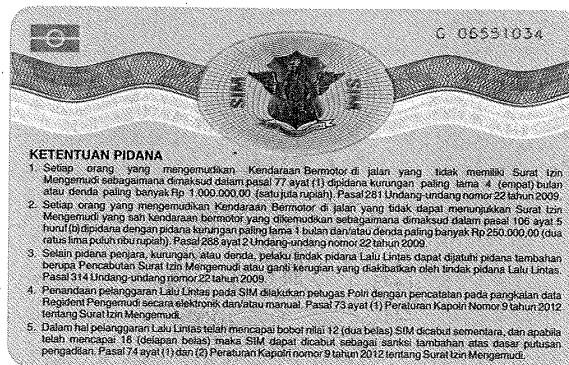 G 06551034
SIM SIM
KETENTUAN PIDANA
1. Setiap orang yang mengemudikan Kendaraan Bermotor di jalan yang tidak memiliki Surat Izin
Mengemudi sebagaimana dimaksud dalam pasal 77 ayat (1) dipidana kurungan paling lama 4 (empat) bulan
atau denda paling banyak Rp 1.000.000,00 (satu juta rupiah). Pasal 281 Undang-undang nomor 22 tahun 2009.
2. Setiap orang yang mengemudikan Kendaraan Bermotor di jalan yang tidak dapat menunjukkan Surat Izin
Mengemudi yang sah kendaraan bermotor yang dikemudikan sebagaimana dimaksud dalam pasal 106 ayat 5
huruf (b) dipidana dengan pidana kurungan paling lama 1 bulan dan/atau denda paling banyak Rp 250.000,00 (dua
ratus lima puluh ribu rupiah). Pasal 288 ayat 2 Undang-undang nomor 22 tahun 2009.
3. Selain pidana penjara, kurungan, atau denda, pelaku tindak pidana Lalu Lintas dapat dijatuhi pidana tambahan
berupa Pencabutan Surat Izin Mengemudi atau ganti kerugian yang diakibatkan oleh tindak pidana Lalu Lintas.
Pasal 314 Undang-undang nomor 22 tahun 2009.
4. Penandaan pelanggaran Lalu Lintas pada SIM dilakukan petugas Polri dengan pencatatan pada pangkalan data
Regident Pengemudi secara elektronik dan/atau manual. Pasal 73 ayat (1) Peraturan Kapolri Nomor 9 tahun 2012
tentang Surat Izin Mengemudi.
5. Dalam hal pelanggaran Lalu Lintas telah mencapai bobot nilai 12 (dua belas) SIM dicabut sementara, dan apabila
telah mencapai 18 (delapan belas) maka SIM dapat dicabut sebagai sanksi tambahan atas dasar putusan
pengadilan. Pasal 74 ayat (1) dan (2) Peraturan Kapolri nomor 9 tahun 2012 tentang Surat Izin Mengemudi.